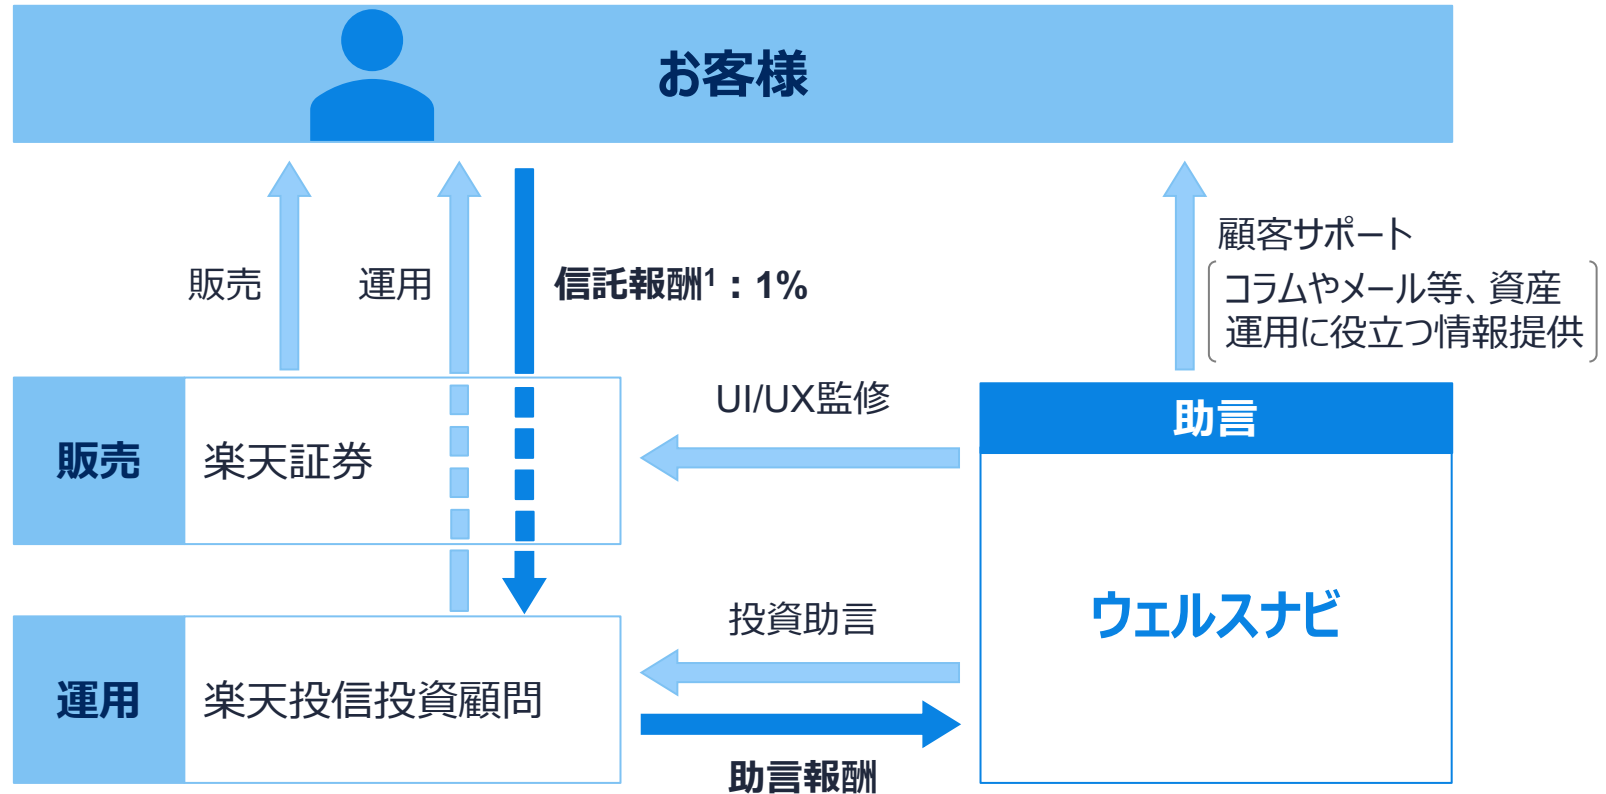 お客様
販売
運用
信託報酬1：1%
顧客サポート
コラムやメール等、資産
運用に役立つ情報提供
販売
楽天証券
UI/UX監修
助言
ウェルスナビ
運用
楽天投信投資顧問
投資助言
助言報酬